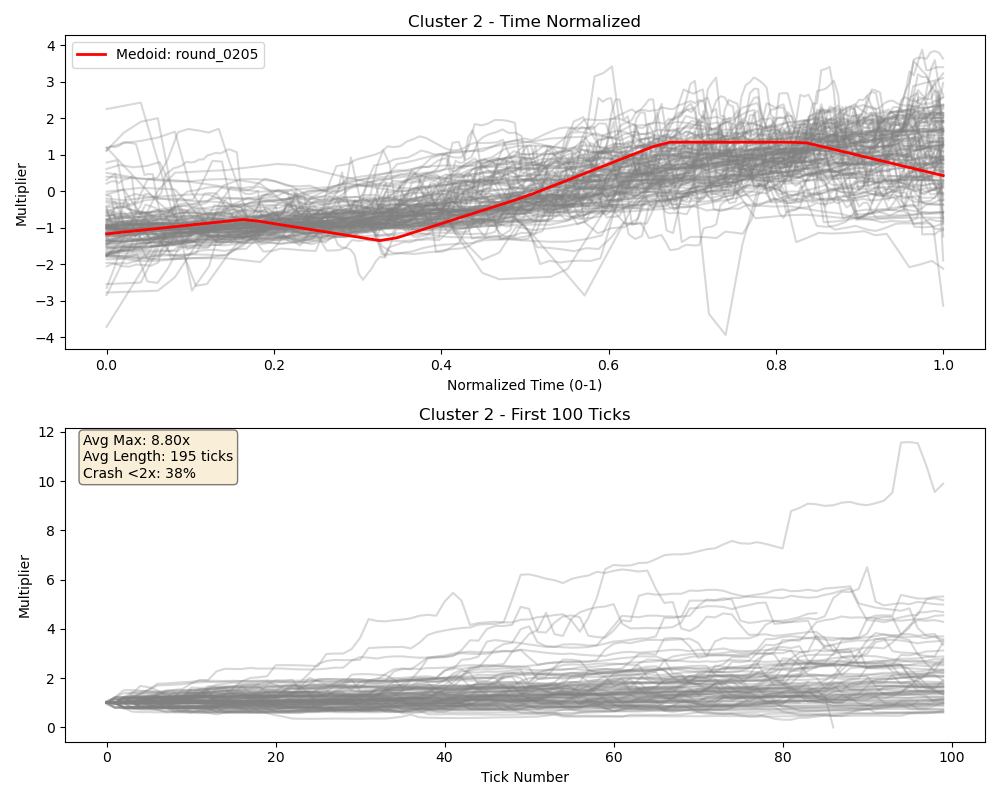 Cluster 2 - Time Normalized
Medoid: round_0205
4
3
2
1
0
−1
−2
−3
−4
Multiplier
0.0 0.2 0.4 0.6 0.8 1.0
Normalized Time (0-1)
Cluster 2 - First 100 Ticks
Avg Max: 8.80x
Avg Length: 195 ticks
Crash <2x: 38%
12
10
8
6
4
2
0
Multiplier
0 20 40 60 80 100
Tick Number